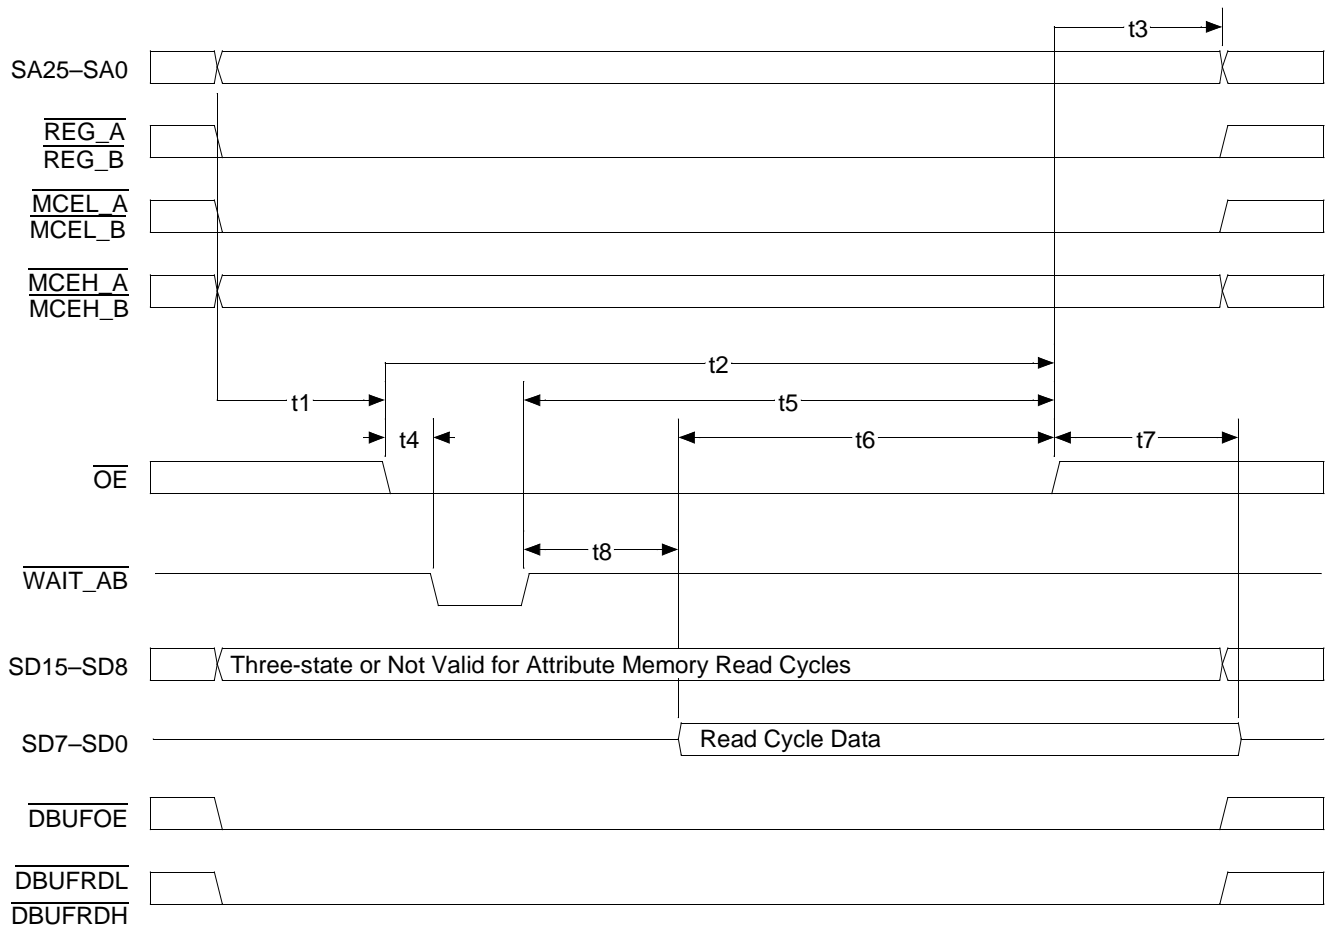 t3
SA25–SA0
REG_A
REG_B
MCEL_A
MCEL_B
MCEH_A
MCEH_B
t2
t1
t5
t4
t6
t7
OE
t8
WAIT_AB
SD15–SD8
Three-state or Not Valid for Attribute Memory Read Cycles
SD7–SD0
Read Cycle Data
DBUFOE
DBUFRDL
DBUFRDH